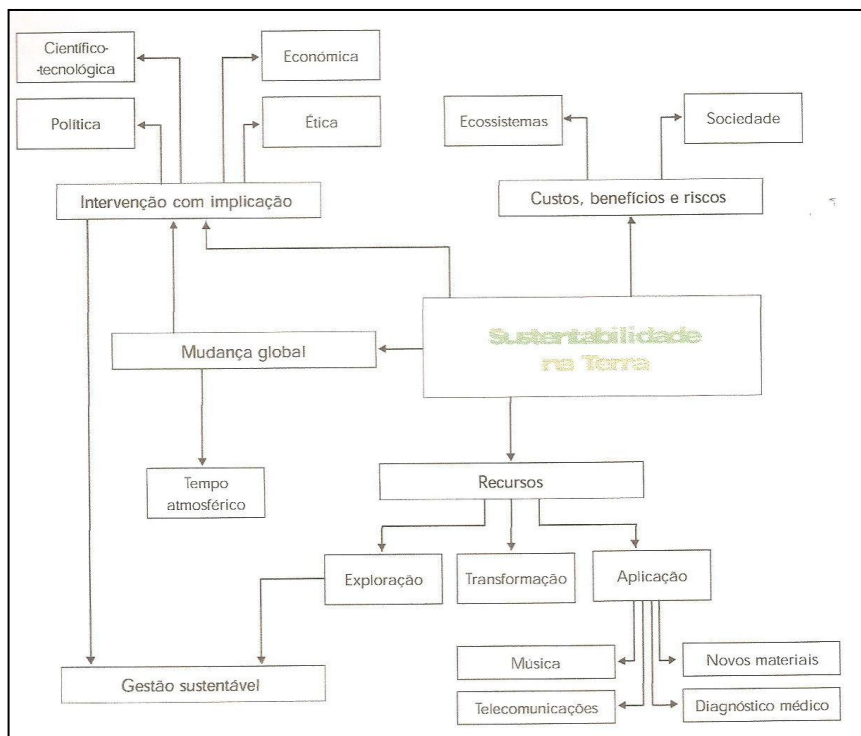 Científico-
-tecnológica
Económica
Política
Ética
Ecossistemas
Sociedade
Intervenção com implicação
Custos, benefícios e riscos
Sustentabilidade
na Terra
Mudança global
Tempo
atmosférico
Recursos
Exploração
Transformação
Aplicação
Música
Novos materiais
Gestão sustentável
Telecomunicações
Diagnóstico médico